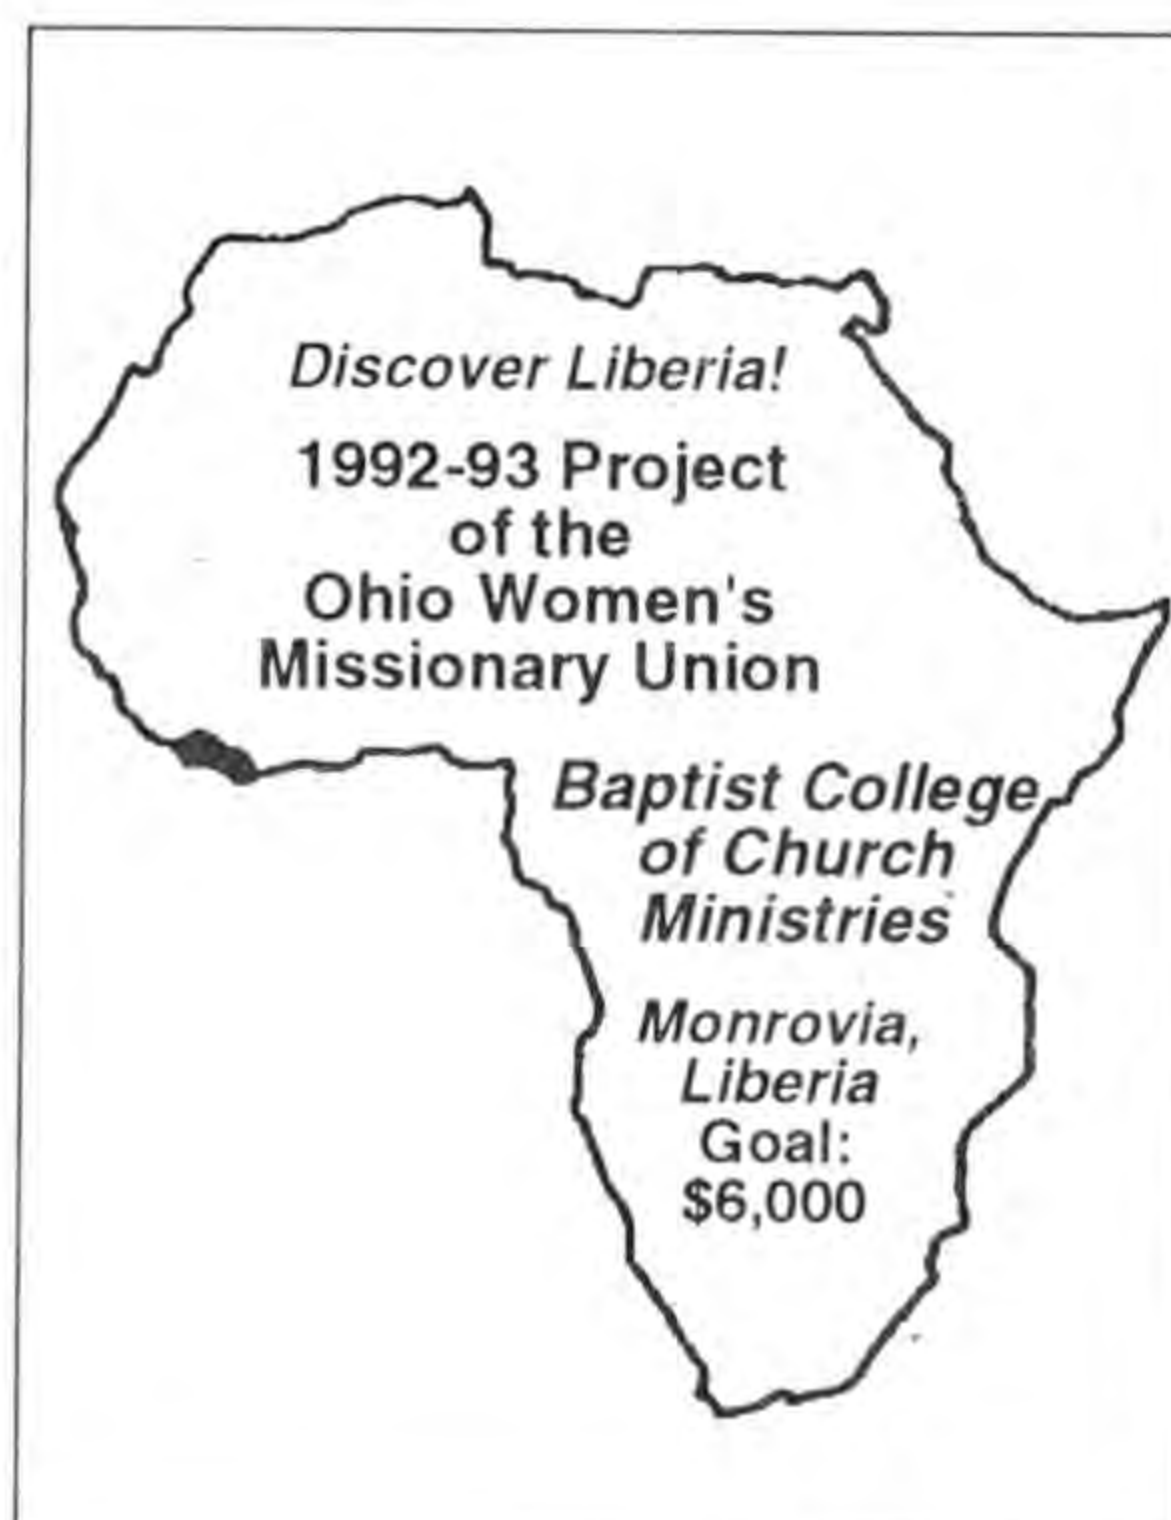 Discover Liberia!
1992-93 Project
of the
Ohio Women's
Missionary Union
Baptist College
of Church
Ministries
Monrovia,
Liberia
Goal:
$6,000